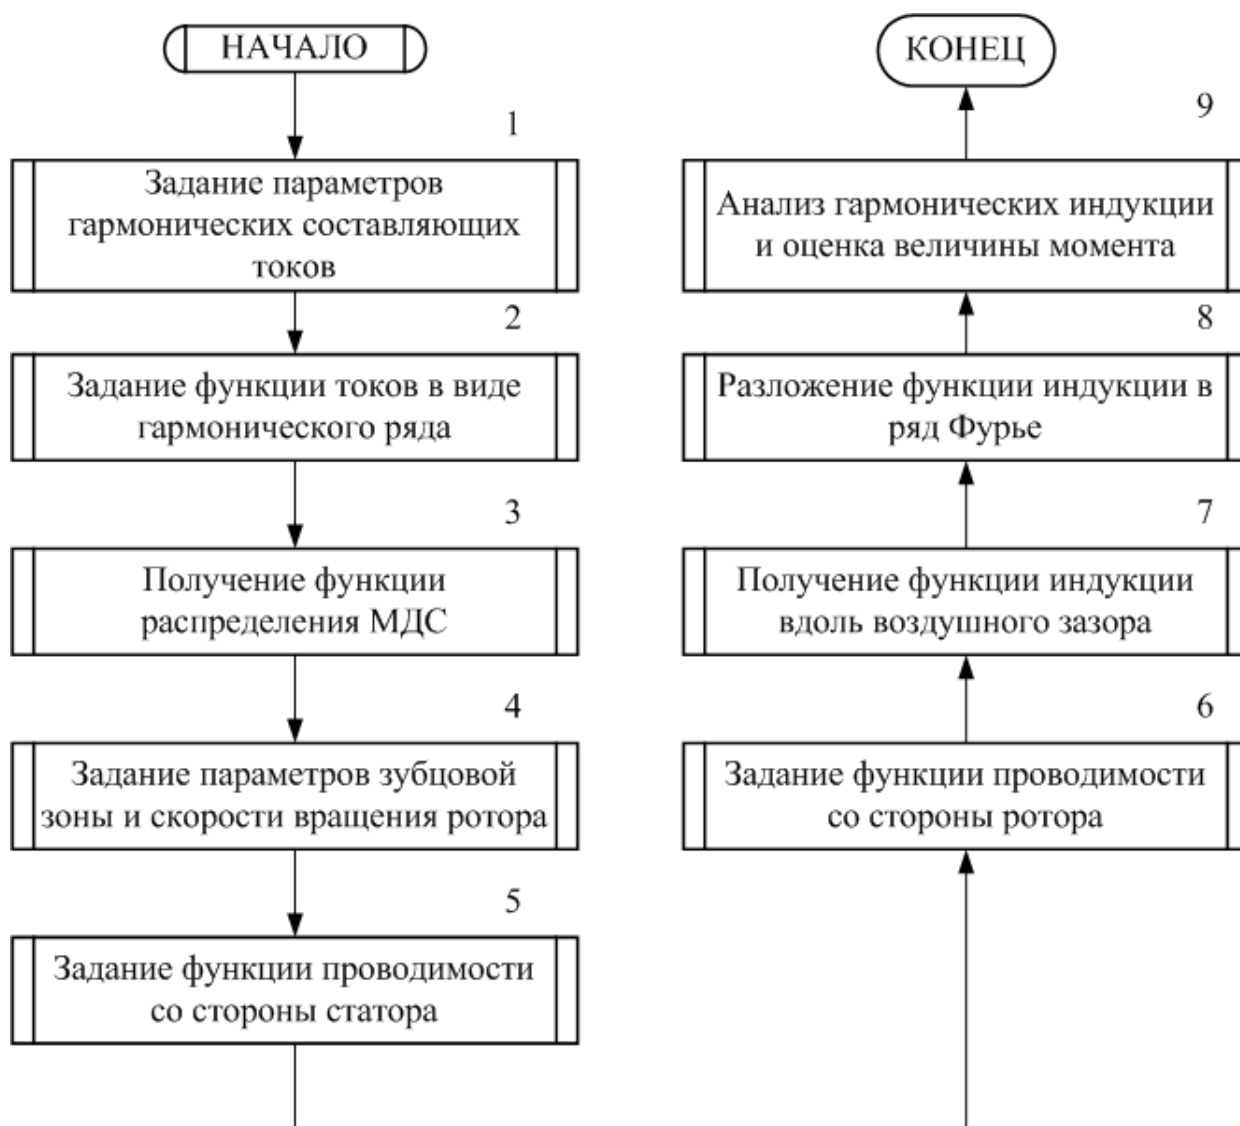 НАЧАЛО
1
Задание параметров
гармонических составляющих
токов
2
Задание функции токов в виде
гармонического ряда
3
Получение функции
распределения МДС
4
Задание параметров зубцовой
зоны и скорости вращения ротора
5
Задание функции проводимости
со стороны статора
6
Задание функции проводимости
со стороны ротора
7
Получение функции индукции
вдоль воздушного зазора
8
Разложение функции индукции в
ряд Фурье
9
Анализ гармонических индукции
и оценка величины момента
КОНЕЦ